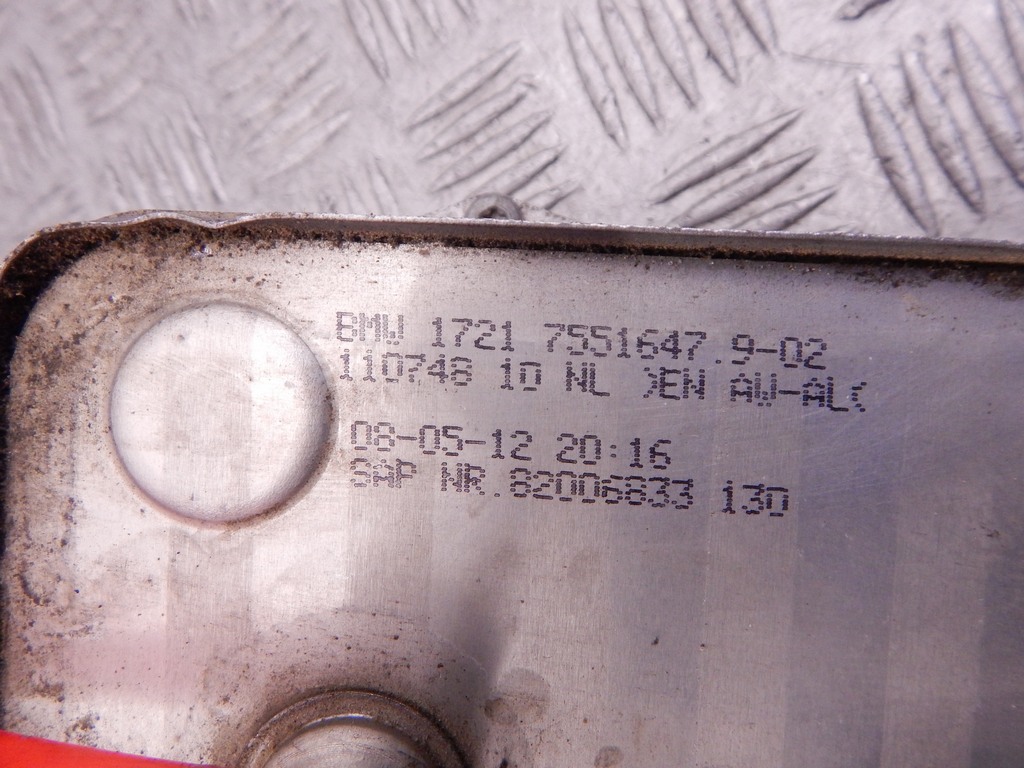 BMW 1721 7551647.9-02
110748 10 NL >EN AW-AL<
08-05-12 20:16
SAP NR.82006833 130